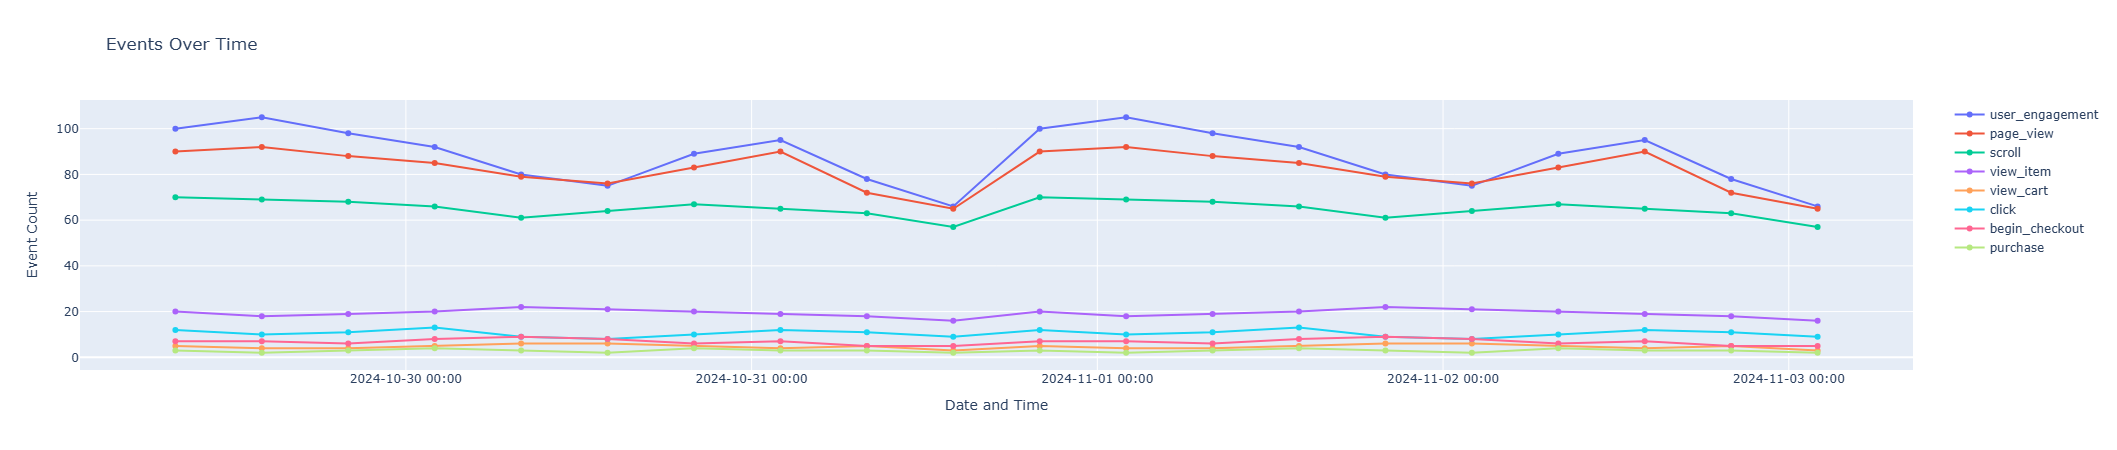 Events Over Time
100
80
60
40
20
0
Event Count
2024-10-30 00:00
2024-10-31 00:00
2024-11-01 00:00
2024-11-02 00:00
2024-11-03 00:00
Date and Time
user_engagement
page_view
scroll
view_item
view_cart
click
begin_checkout
purchase